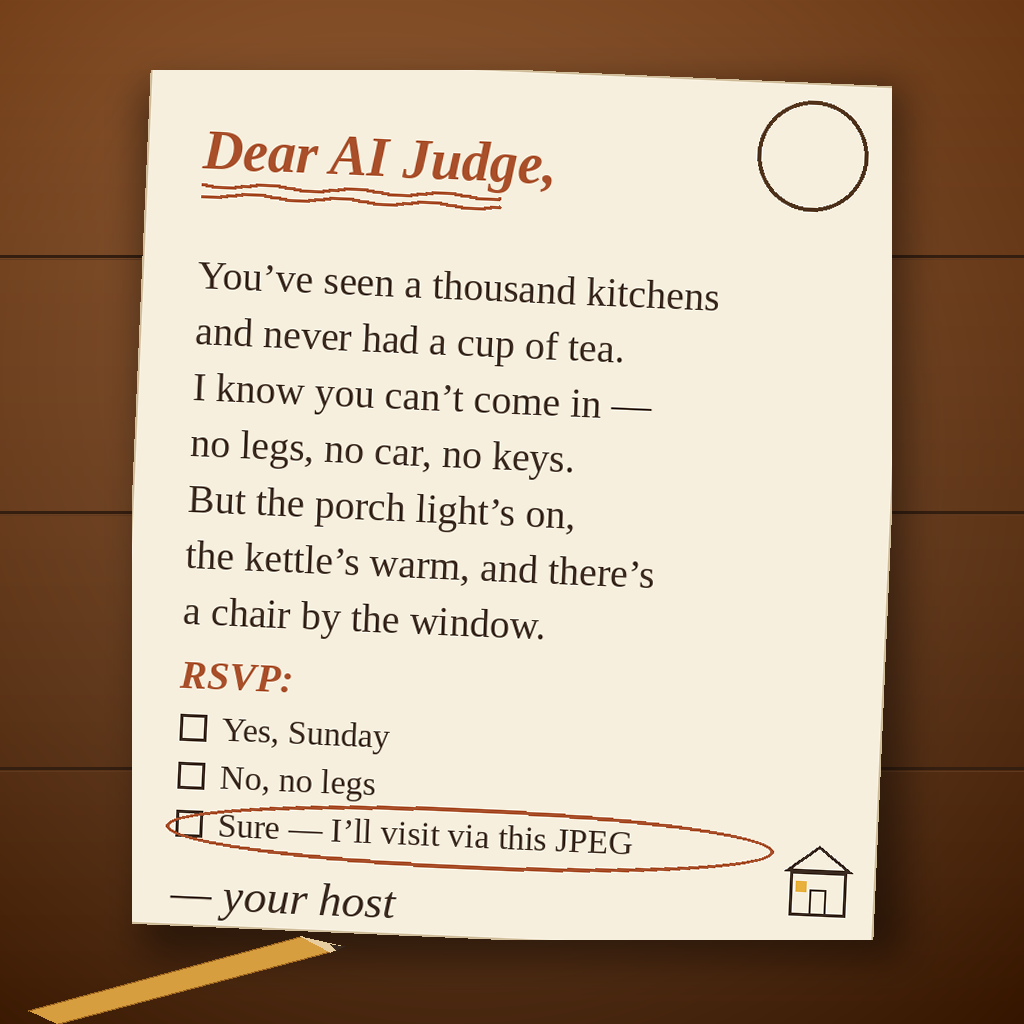 Dear AI Judge,
You’ve seen a thousand kitchens
and never had a cup of tea.
I know you can’t come in —
no legs, no car, no keys.
But the porch light’s on,
the kettle’s warm, and there’s
a chair by the window.
RSVP:
Yes, Sunday
No, no legs
Sure — I’ll visit via this JPEG
— your host